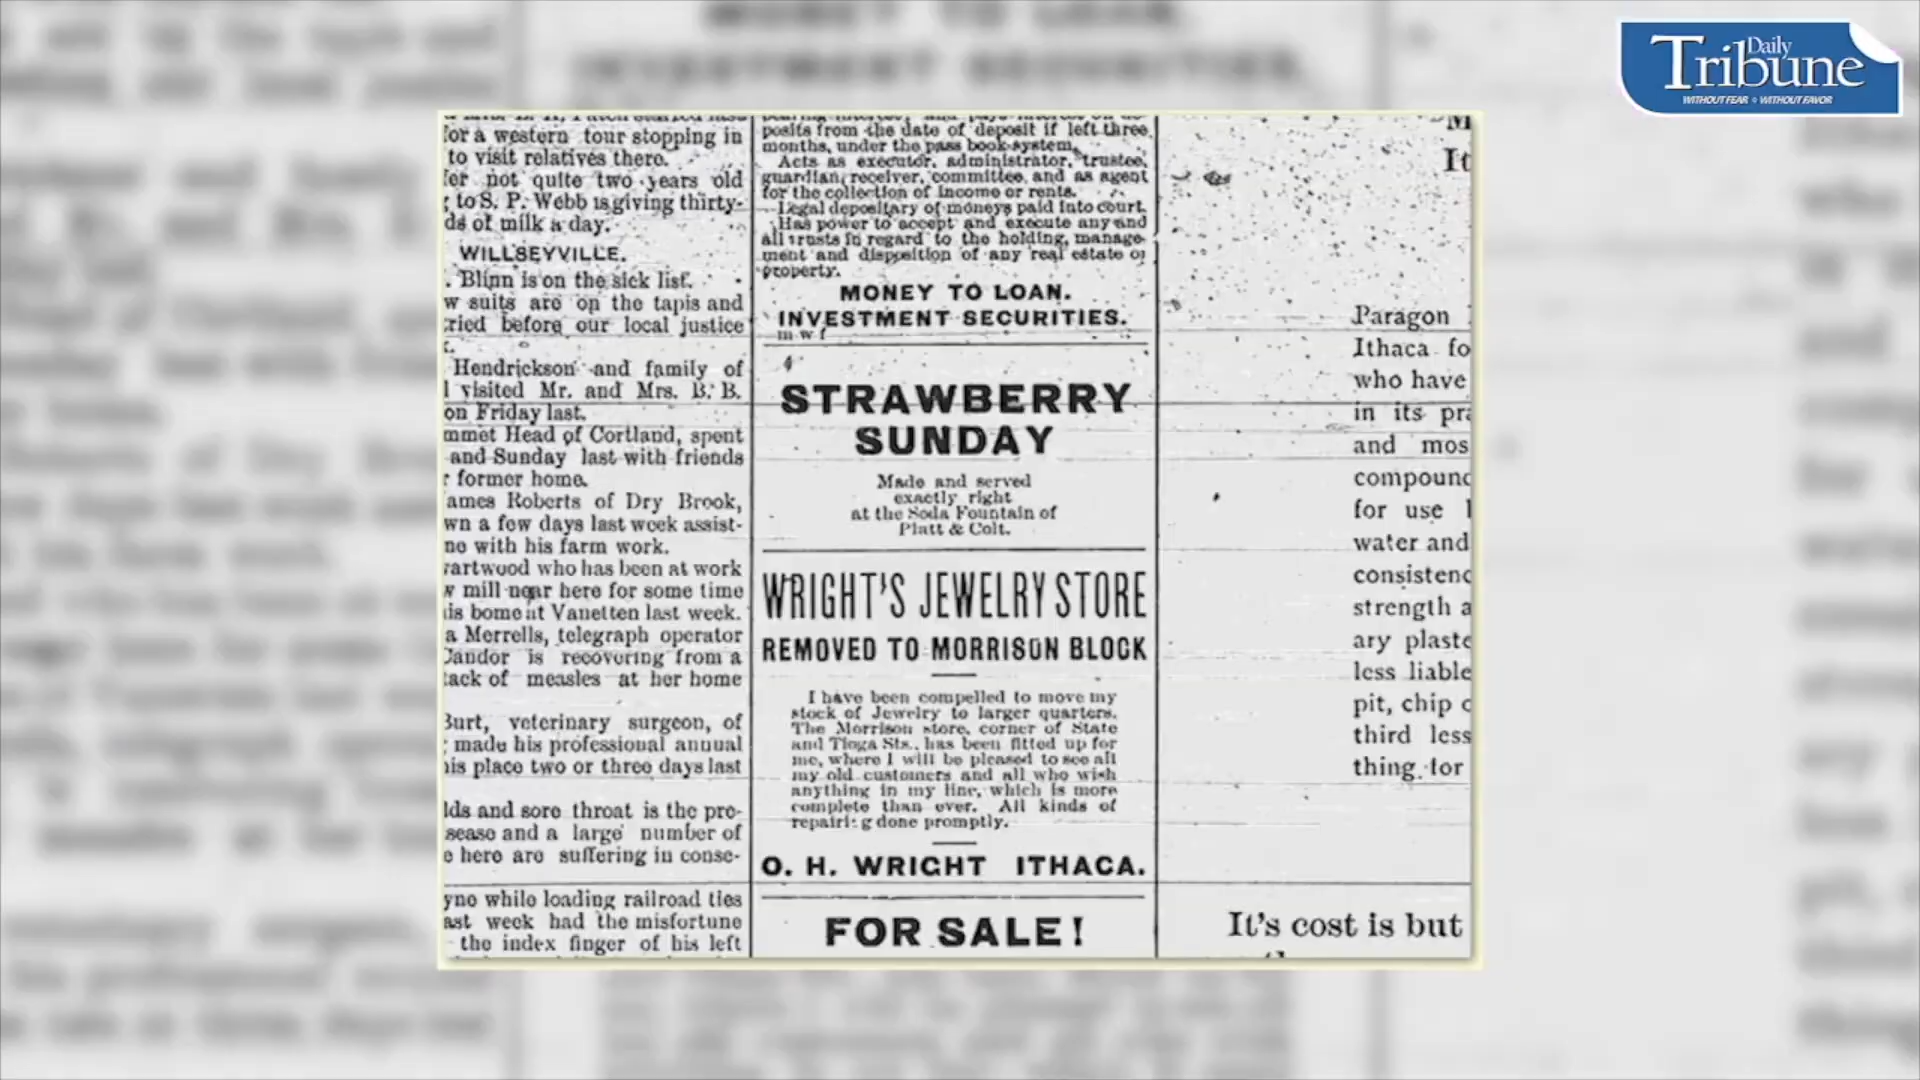 Daily
Tribune
WITHOUT FEAR WITHOUT FAVOR
MONEY TO LOAN.
INVESTMENT SECURITIES.
for a western tour stopping in
to visit relatives there.
fer not quite two years old
to S. P. Webb is giving thirty-
ds of milk a day.
WILLSEYVILLE.
. Blinn is on the sick list.
w suits are on the tapis and
ried before our local justice
Hendrickson and family of
l visited Mr. and Mrs. B. B.
on Friday last.
mmet Head of Cortland, spent
and Sunday last with friends
r former home.
ames Roberts of Dry Brook,
wn a few days last week assist-
no with his farm work.
artwood who has been at work
w mill near here for some time
is home at Vanetten last week.
a Merrells, telegraph operator
Candor is recovering from a
tack of measles at her home
Burt, veterinary surgeon, of
made his professional annual
is place two or three days last
lds and sore throat is the pre-
sease and a large number of
e here are suffering in conse-
yne while loading railroad ties
ast week had the misfortune
the index finger of his left
posits from the date of deposit if left three
months, under the pass book system.
Acts as executor, administrator, trustee,
guardian, receiver, committee, and as agent
for the collection of income or rents.
Legal depositary of moneys paid into court.
Has power to accept and execute any and
all trusts in regard to the holding, manage-
ment and disposition of any real estate or
property.
MONEY TO LOAN.
INVESTMENT SECURITIES.
m w f
STRAWBERRY
SUNDAY
Made and served
exactly right
at the Soda Fountain of
Platt & Colt.
WRIGHT'S JEWELRY STORE
REMOVED TO MORRISON BLOCK
I have been compelled to move my
stock of Jewelry to larger quarters.
The Morrison store, corner of State
and Tioga Sts., has been fitted up for
me, where I will be pleased to see all
my old customers and all who wish
anything in my line, which is more
complete than ever. All kinds of
repairing done promptly.
O. H. WRIGHT ITHACA.
FOR SALE!
It
Paragon
Ithaca fo
who have
in its pra
and mos
compound
for use
water and
consistenc
strength a
ary plaste
less liable
pit, chip
third less
thing for
It's cost is but